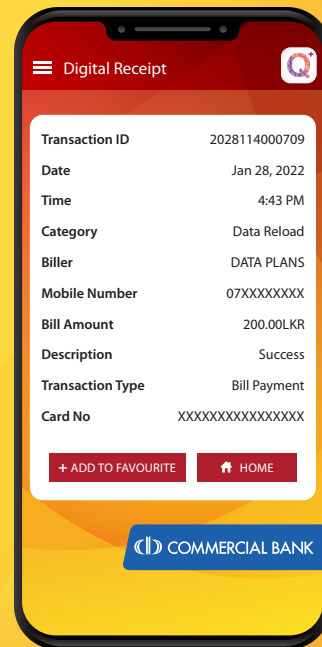 Digital Receipt
Q+
Transaction ID 2028114000709
Date Jan 28, 2022
Time 4:43 PM
Category Data Reload
Biller DATA PLANS
Mobile Number 07XXXXXXXX
Bill Amount 200.00LKR
Description Success
Transaction Type Bill Payment
Card No XXXXXXXXXXXXXXXX
+ ADD TO FAVOURITE HOME
COMMERCIAL BANK